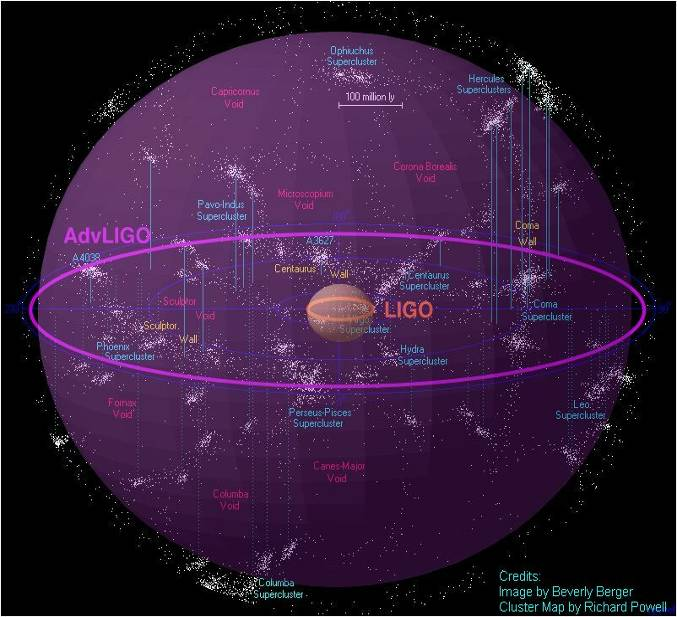 Ophiuchus
Supercluster
Hercules
Superclusters
Capricornus
Void
100 million ly
Corona Borealis
Void
Microscopium
Void
Pavo-Indus
Supercluster
AdvLIGO
A3627
Coma
Wall
A4038
Centaurus
Wall
Centaurus
Supercluster
Sculptor
Void
LIGO
Coma
Supercluster
Supercluster
Sculptor
Wall
Phoenix
Supercluster
Hydra
Supercluster
Fornax
Void
Perseus-Pisces
Supercluster
Leo
Supercluster
Canes-Major
Void
Columba
Void
Columba
Supercluster
Credits:
Image by Beverly Berger
Cluster Map by Richard Powell